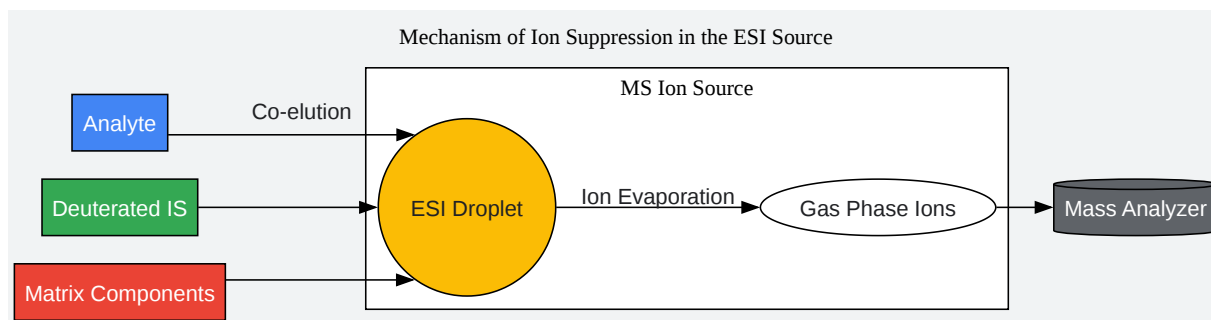 Mechanism of Ion Suppression in the ESI Source
MS Ion Source
Analyte
Co-elution
Deuterated IS
ESI Droplet
Ion Evaporation
Gas Phase Ions
Mass Analyzer
Matrix Components